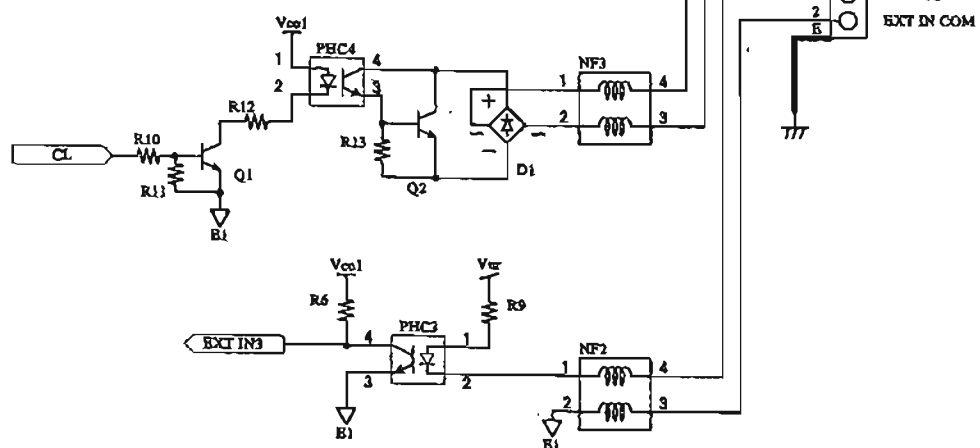 2
E
EXT IN COM
Vcc1
PHC4
1
4
2
3
NF3
1
4
2
3
R12
R10
CL
R11
Q1
R13
Q2
+
−
−
−
D1
E1
Vcc1
R6
R9
PHC3
EXT IN3
4
1
3
2
NF2
1
4
2
3
E1
E1